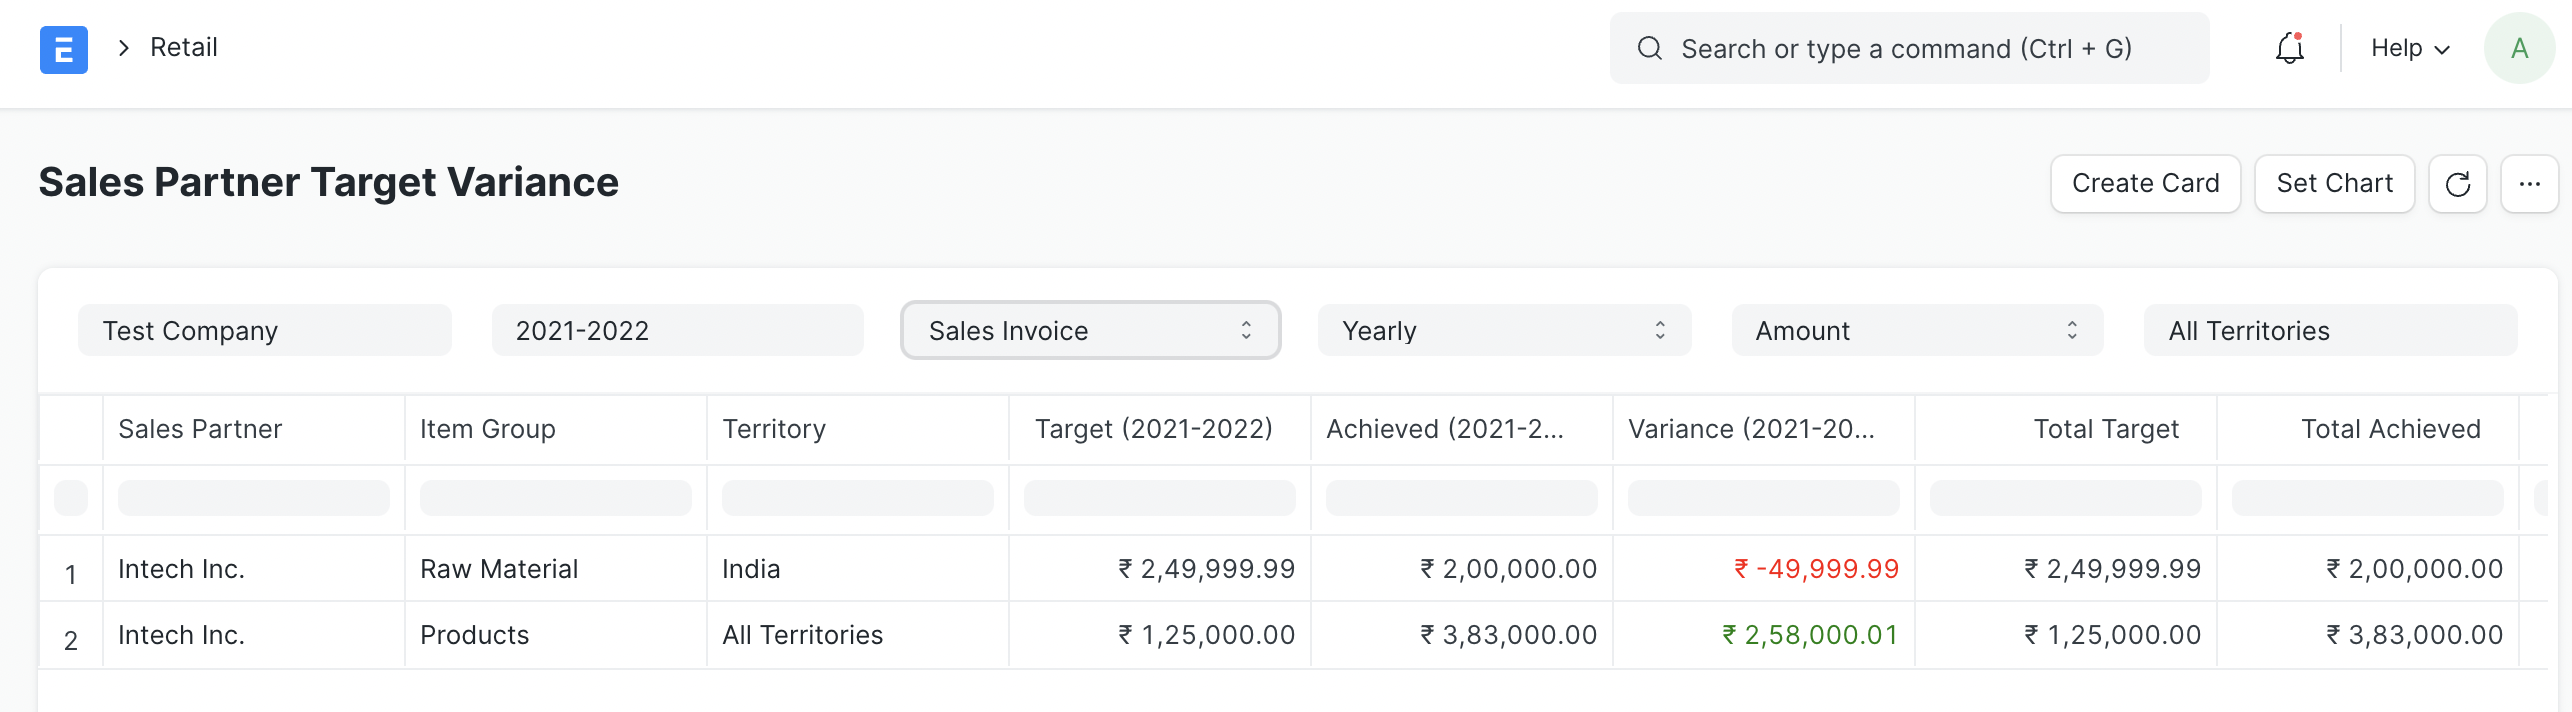 E
Retail
Search or type a command (Ctrl + G)
Help
A
Sales Partner Target Variance
Create Card
Set Chart
...
Test Company
2021-2022
Sales Invoice
Yearly
Amount
All Territories
Sales Partner Item Group Territory Target (2021-2022) Achieved (2021-2... Variance (2021-20... Total Target Total Achieved
1 Intech Inc. Raw Material India ₹ 2,49,999.99 ₹ 2,00,000.00 ₹ -49,999.99 ₹ 2,49,999.99 ₹ 2,00,000.00
2 Intech Inc. Products All Territories ₹ 1,25,000.00 ₹ 3,83,000.00 ₹ 2,58,000.01 ₹ 1,25,000.00 ₹ 3,83,000.00